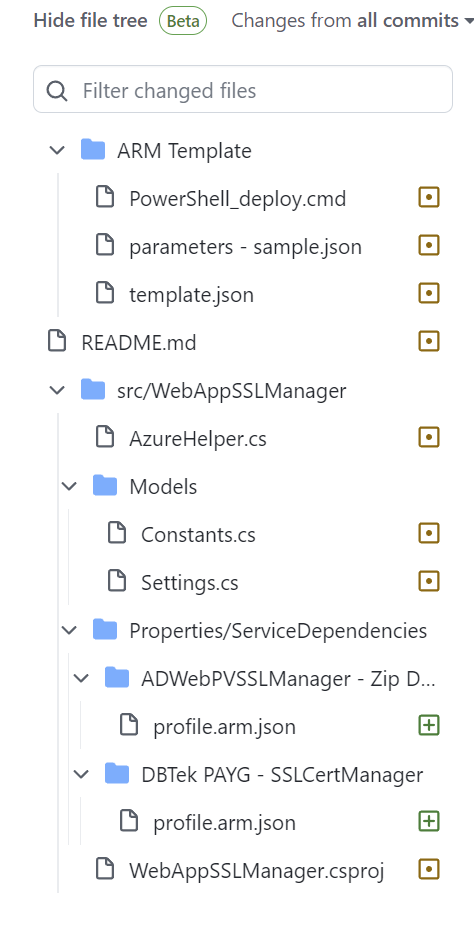 Hide file tree Beta Changes from all commits
Filter changed files
ARM Template
PowerShell_deploy.cmd
parameters - sample.json
template.json
README.md
src/WebAppSSLManager
AzureHelper.cs
Models
Constants.cs
Settings.cs
Properties/ServiceDependencies
ADWebPVSSLManager - Zip D...
profile.arm.json
DBTek PAYG - SSLCertManager
profile.arm.json
WebAppSSLManager.csproj